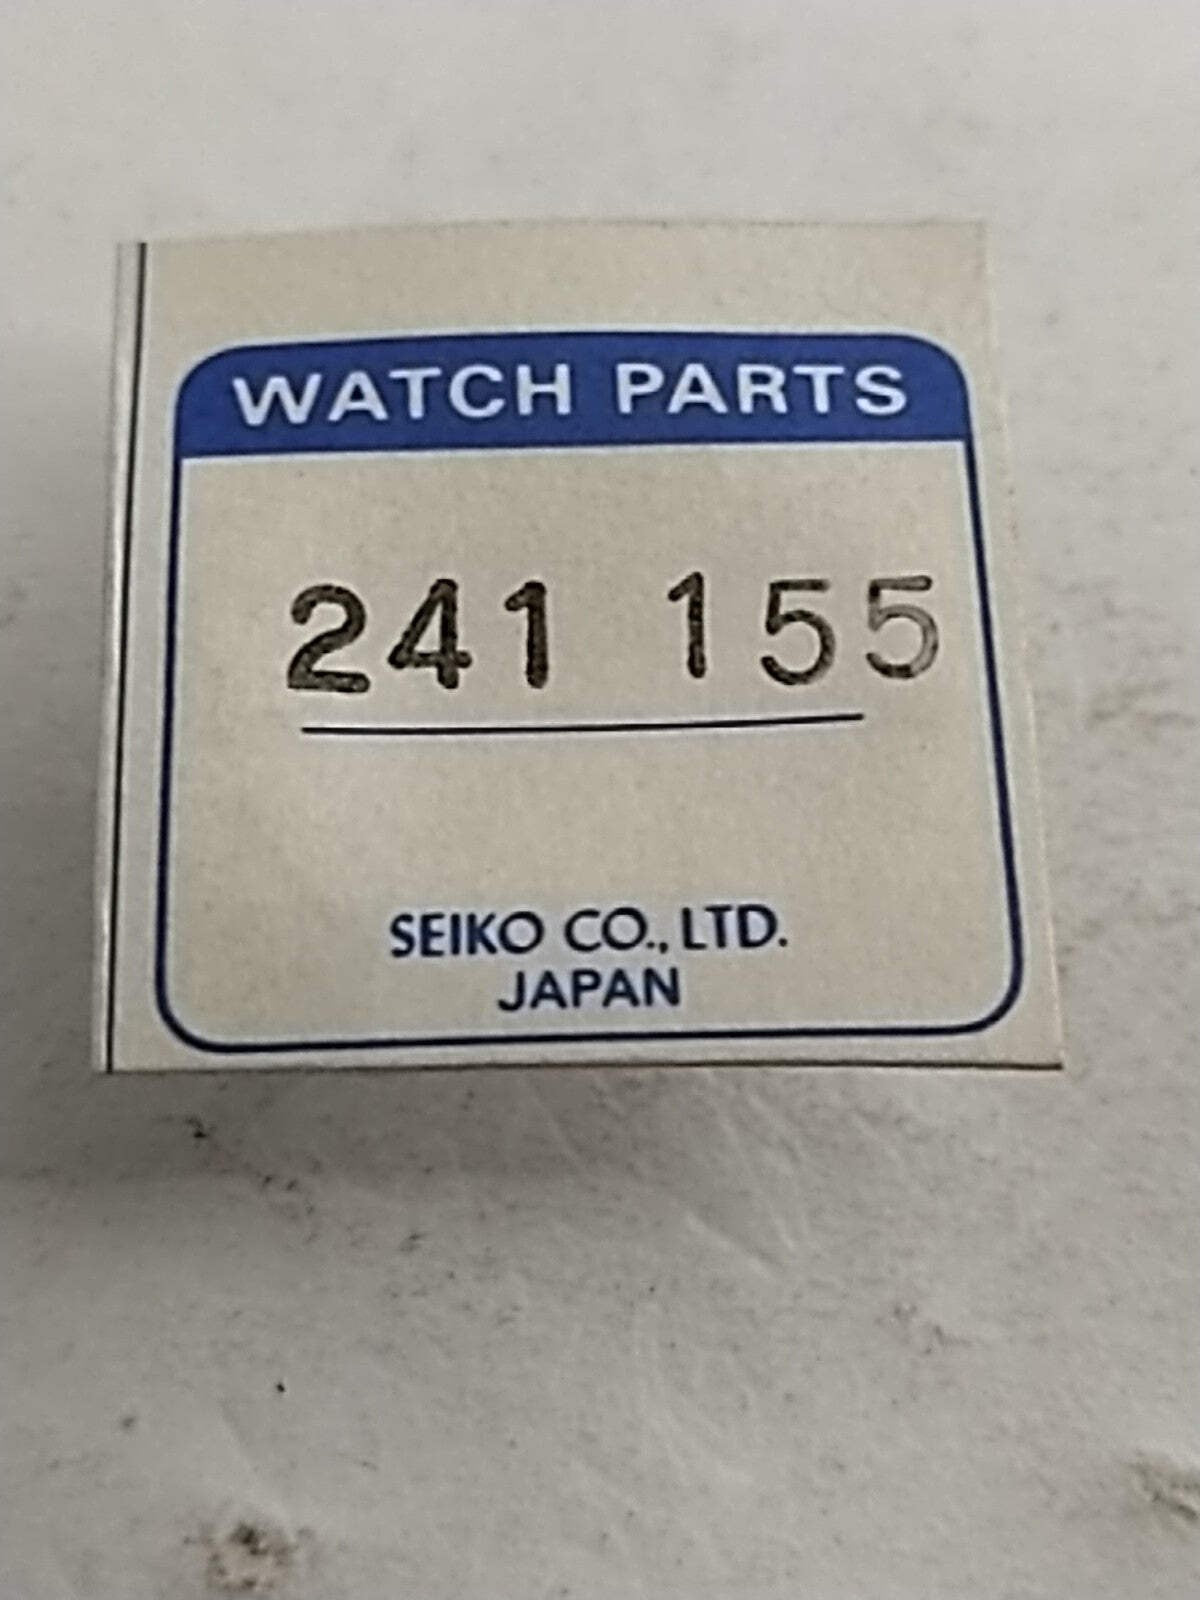 WATCH PARTS
241 155
SEIKO CO., LTD.
JAPAN